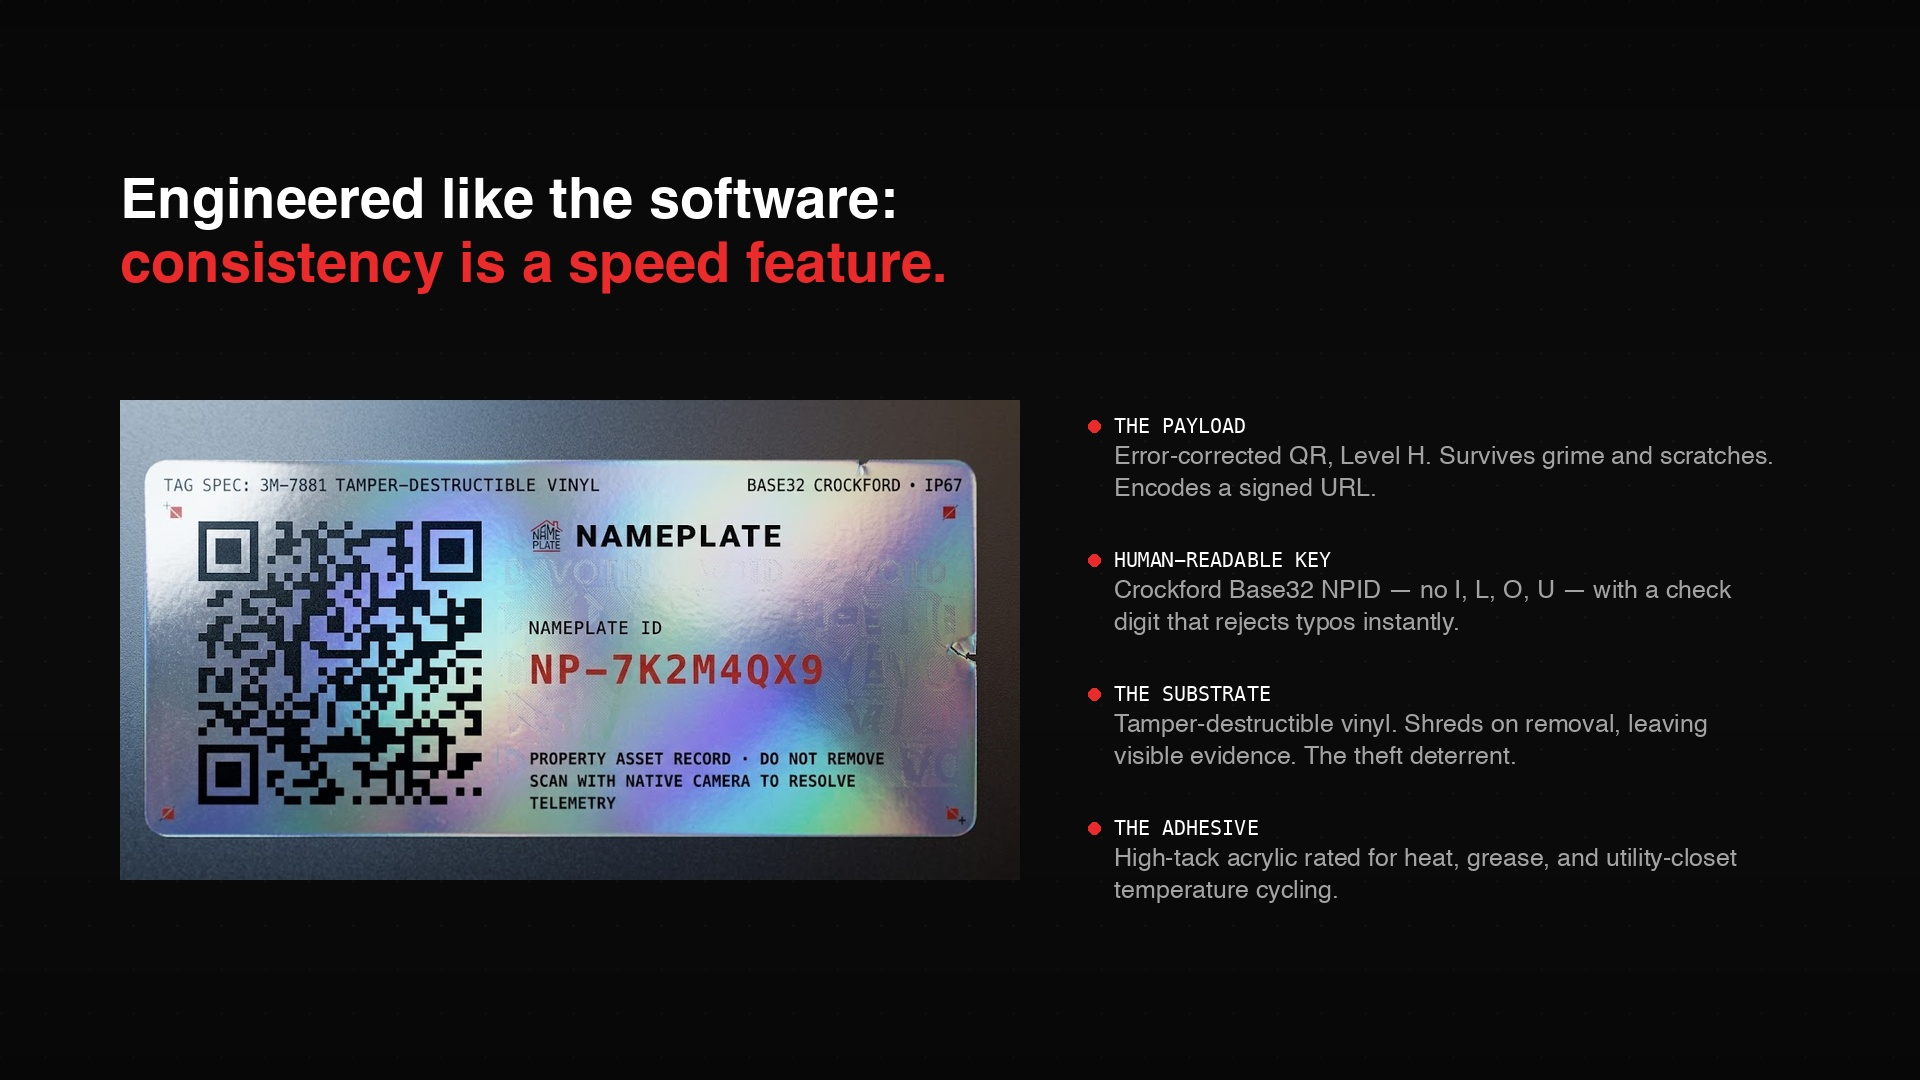 Engineered like the software:
consistency is a speed feature.
TAG SPEC: 3M–7881 TAMPER–DESTRUCTIBLE VINYL
BASE32 CROCKFORD • IP67
NAME
PLATE
NAMEPLATE
VOID
NAMEPLATE ID
NP–7K2M4QX9
PROPERTY ASSET RECORD · DO NOT REMOVE
SCAN WITH NATIVE CAMERA TO RESOLVE
TELEMETRY
THE PAYLOAD
Error-corrected QR, Level H. Survives grime and scratches.
Encodes a signed URL.
HUMAN–READABLE KEY
Crockford Base32 NPID — no I, L, O, U — with a check
digit that rejects typos instantly.
THE SUBSTRATE
Tamper-destructible vinyl. Shreds on removal, leaving
visible evidence. The theft deterrent.
THE ADHESIVE
High-tack acrylic rated for heat, grease, and utility-closet
temperature cycling.